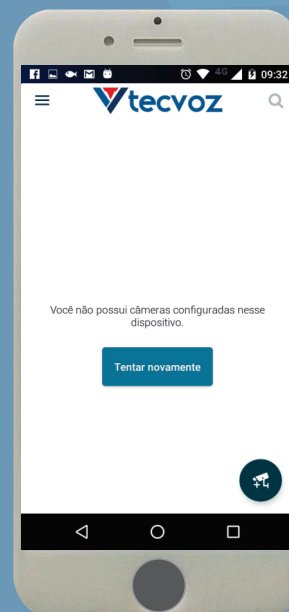 4G 09:32
tecvoz
Você não possui câmeras configuradas nesse
dispositivo.
Tentar novamente